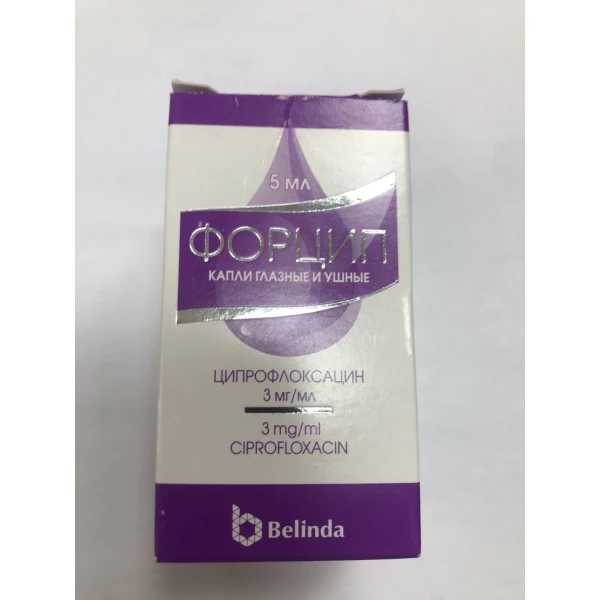 5 мл
ФОРЦИП
КАПЛИ ГЛАЗНЫЕ И УШНЫЕ
ЦИПРОФЛОКСАЦИН
3 мг/мл
3 mg/ml
CIPROFLOXACIN
Belinda